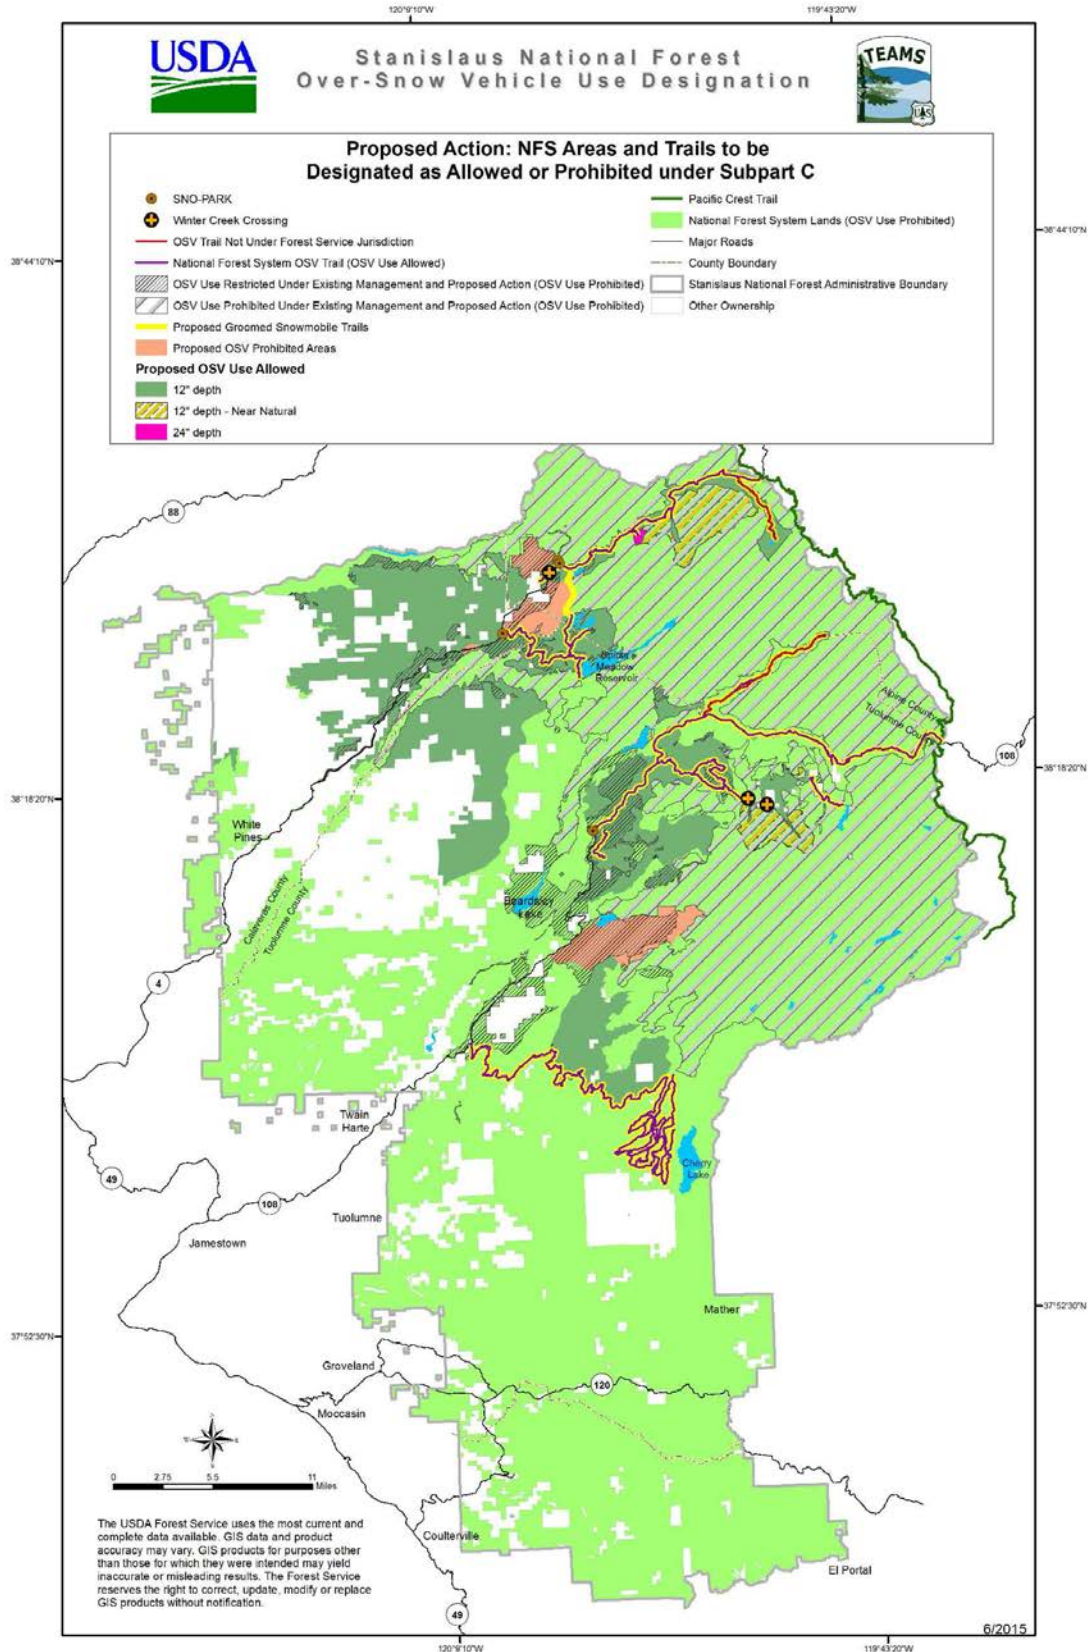 120°9'10"W
119°43'20"W
USDA
Stanislaus National Forest
Over-Snow Vehicle Use Designation
TEAMS
UAS
Proposed Action: NFS Areas and Trails to be
Designated as Allowed or Prohibited under Subpart C
SNO-PARK
Winter Creek Crossing
OSV Trail Not Under Forest Service Jurisdiction
National Forest System OSV Trail (OSV Use Allowed)
OSV Use Restricted Under Existing Management and Proposed Action (OSV Use Prohibited)
OSV Use Prohibited Under Existing Management and Proposed Action (OSV Use Prohibited)
Proposed Groomed Snowmobile Trails
Proposed OSV Prohibited Areas
Proposed OSV Use Allowed
12" depth
12" depth - Near Natural
24" depth
Pacific Crest Trail
National Forest System Lands (OSV Use Prohibited)
Major Roads
County Boundary
Stanislaus National Forest Administrative Boundary
Other Ownership
38°44'10"N
38°44'10"N
88
Meadow
Reservoir
Alpine County
Tuolumne County
108
38°18'20"N
38°18'20"N
White
Pines
Calaveras County
Tuolumne County
Beardsley
Lake
4
Twain
Harte
Cherry
Lake
49
108
Tuolumne
Jamestown
Mather
37°52'30"N
37°52'30"N
Groveland
120
Moccasin
N
0 2.75 5.5 11
Miles
The USDA Forest Service uses the most current and
complete data available. GIS data and product
accuracy may vary. GIS products for purposes other
than those for which they were intended may yield
inaccurate or misleading results. The Forest Service
reserves the right to correct, update, modify or replace
GIS products without notification.
Coulterville
El Portal
49
6/2015
120°9'10"W
119°43'20"W